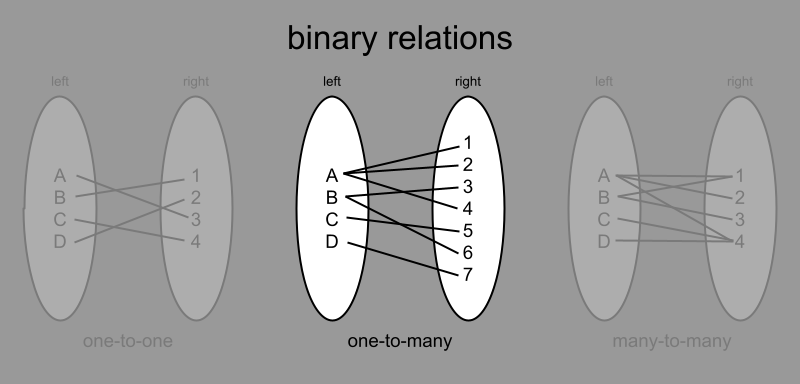 binary relations
left right left right left right
A 1
B 2
C 3
D 4
A
B
C
D
1
2
3
4
5
6
7
A 1
B 2
C 3
D 4
one-to-one one-to-many many-to-many